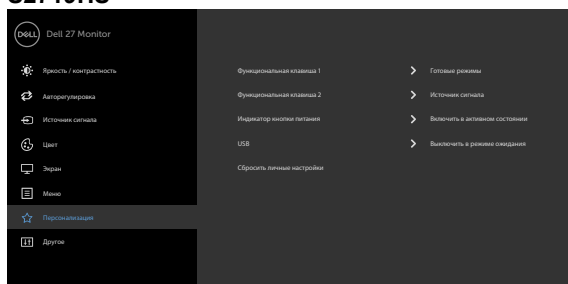 DELL Dell 27 Monitor
Яркость / контрастность
Авторегулировка
Источник сигнала
Цвет
Экран
Меню
Персонализация
Другое
Функциональная клавиша 1 Готовые режимы
Функциональная клавиша 2 Источник сигнала
Индикатор кнопки питания Включить в активном состоянии
USB Выключить в режиме ожидания
Сбросить личные настройки